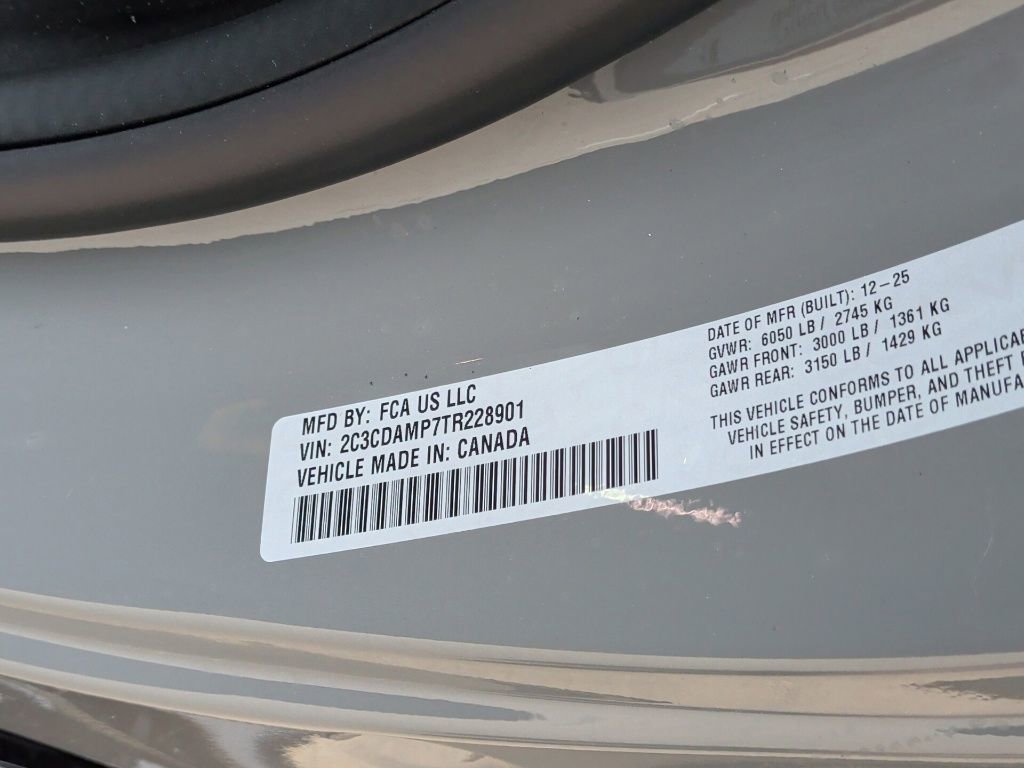 MFD BY: FCA US LLC
VIN: 2C3CDAMP7TR228901
VEHICLE MADE IN: CANADA
DATE OF MFR (BUILT): 12-25
GVWR: 6050 LB / 2745 KG
GAWR FRONT: 3000 LB / 1361 KG
GAWR REAR: 3150 LB / 1429 KG
THIS VEHICLE CONFORMS TO ALL
VEHICLE SAFETY, BUMPER, AND THEFT
IN EFFECT ON THE DATE OF